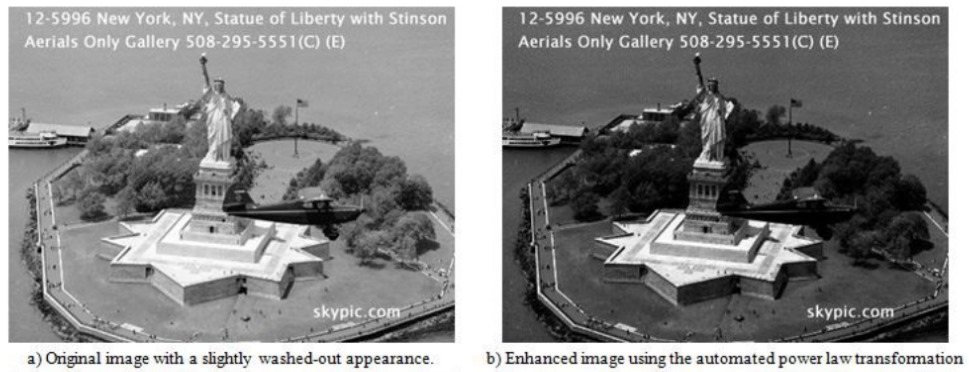 12-5996 New York, NY, Statue of Liberty with Stinson
Aerials Only Gallery 508-295-5551(C) (E)
skypic.com
a) Original image with a slightly washed-out appearance.
12-5996 New York, NY, Statue of Liberty with Stinson
Aerials Only Gallery 508-295-5551(C) (E)
skypic.com
b) Enhanced image using the automated power law transformation